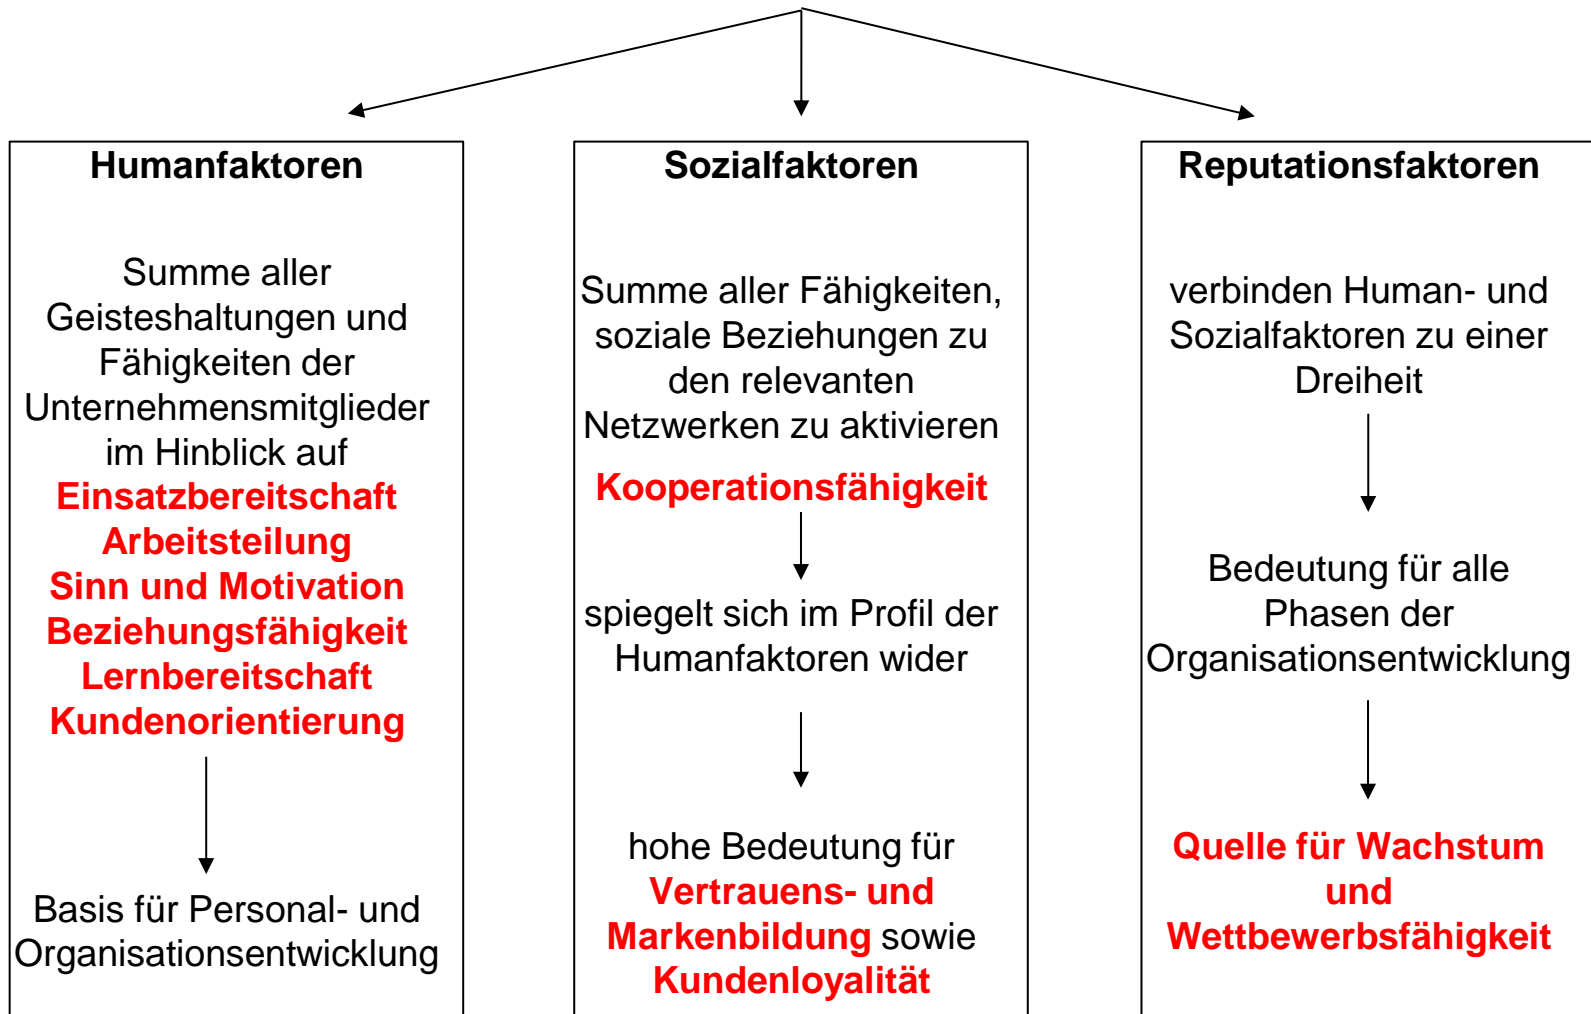 Humanfaktoren
Summe aller
Geisteshaltungen und
Fähigkeiten der
Unternehmensmitglieder
im Hinblick auf
Einsatzbereitschaft
Arbeitsteilung
Sinn und Motivation
Beziehungsfähigkeit
Lernbereitschaft
Kundenorientierung
Basis für Personal- und
Organisationsentwicklung
Sozialfaktoren
Summe aller Fähigkeiten,
soziale Beziehungen zu
den relevanten
Netzwerken zu aktivieren
Kooperationsfähigkeit
spiegelt sich im Profil der
Humanfaktoren wider
hohe Bedeutung für
Vertrauens- und
Markenbildung sowie
Kundenloyalität
Reputationsfaktoren
verbinden Human- und
Sozialfaktoren zu einer
Dreiheit
Bedeutung für alle
Phasen der
Organisationsentwicklung
Quelle für Wachstum
und
Wettbewerbsfähigkeit